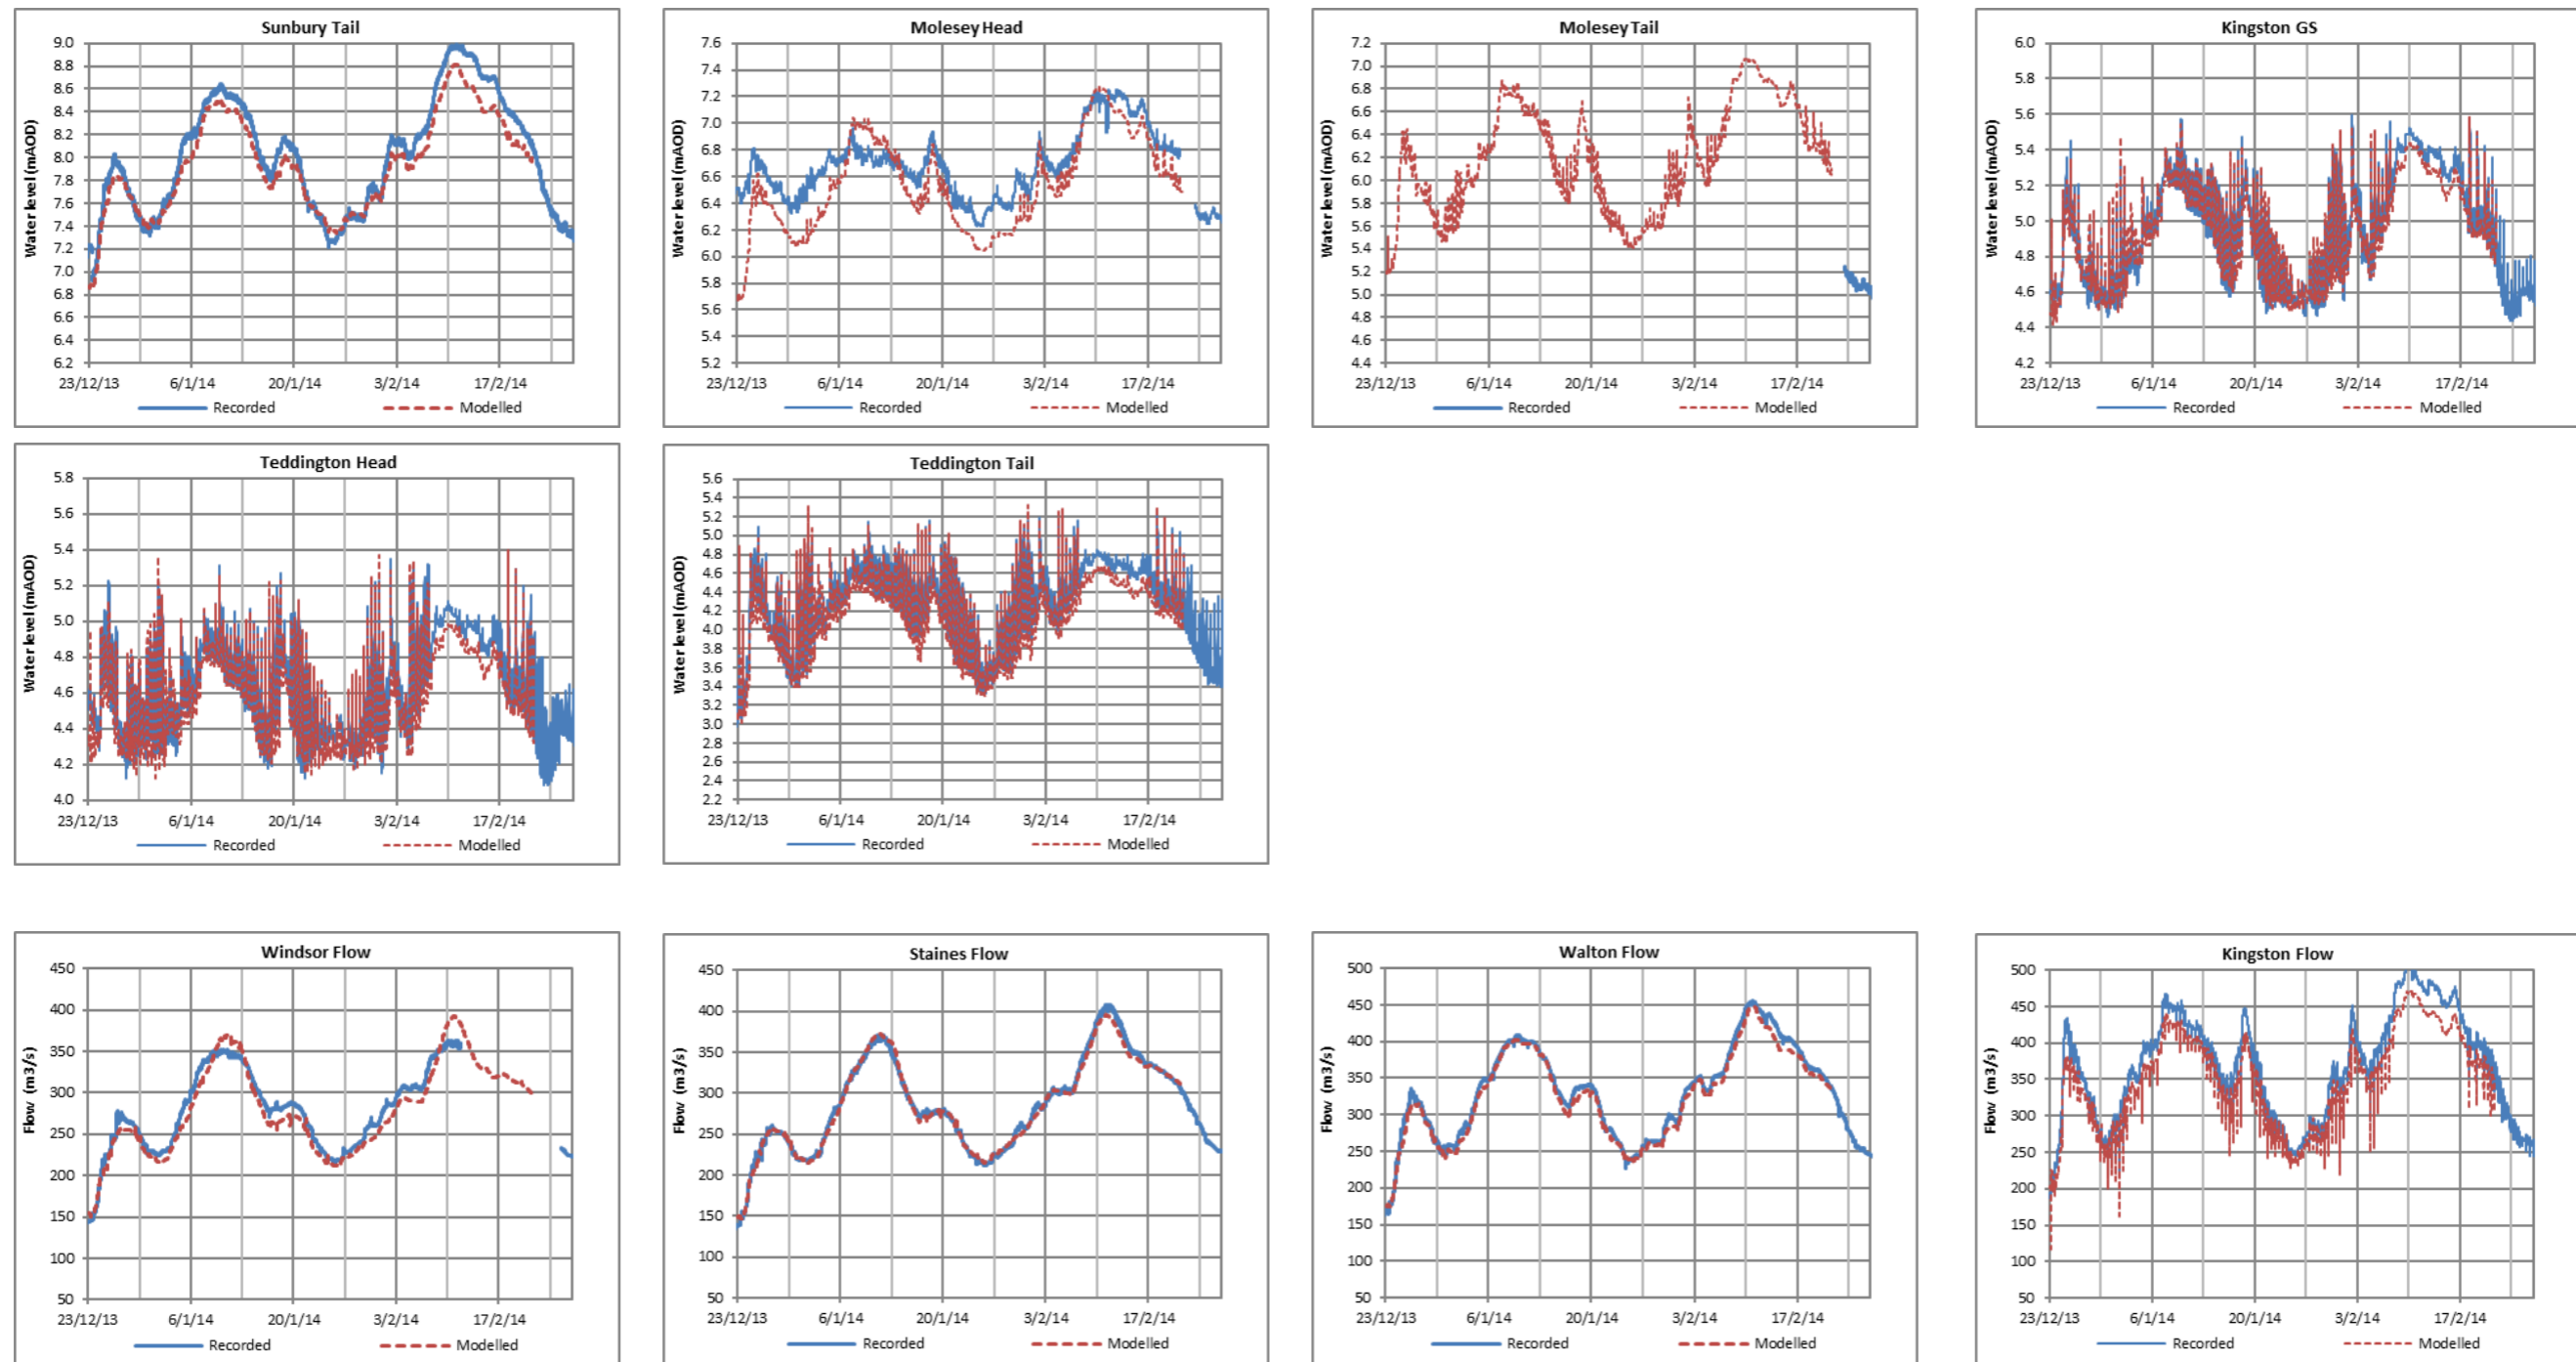 Sunbury Tail
Water level (mAOD)
9.0
8.8
8.6
8.4
8.2
8.0
7.8
7.6
7.4
7.2
7.0
6.8
6.6
6.4
6.2
23/12/13 6/1/14 20/1/14 3/2/14 17/2/14
Recorded Modelled
Molesey Head
Water level (mAOD)
7.6
7.4
7.2
7.0
6.8
6.6
6.4
6.2
6.0
5.8
5.6
5.4
5.2
23/12/13 6/1/14 20/1/14 3/2/14 17/2/14
Recorded Modelled
Molesey Tail
Water level (mAOD)
7.2
7.0
6.8
6.6
6.4
6.2
6.0
5.8
5.6
5.4
5.2
5.0
4.8
4.6
4.4
23/12/13 6/1/14 20/1/14 3/2/14 17/2/14
Recorded Modelled
Kingston GS
Water level (mAOD)
6.0
5.8
5.6
5.4
5.2
5.0
4.8
4.6
4.4
4.2
23/12/13 6/1/14 20/1/14 3/2/14 17/2/14
Recorded Modelled
Teddington Head
Water level (mAOD)
5.8
5.6
5.4
5.2
5.0
4.8
4.6
4.4
4.2
4.0
23/12/13 6/1/14 20/1/14 3/2/14 17/2/14
Recorded Modelled
Teddington Tail
Water level (mAOD)
5.6
5.4
5.2
5.0
4.8
4.6
4.4
4.2
4.0
3.8
3.6
3.4
3.2
3.0
2.8
2.6
2.4
2.2
23/12/13 6/1/14 20/1/14 3/2/14 17/2/14
Recorded Modelled
Windsor Flow
Flow (m3/s)
450
400
350
300
250
200
150
100
50
23/12/13 6/1/14 20/1/14 3/2/14 17/2/14
Recorded Modelled
Staines Flow
Flow (m3/s)
450
400
350
300
250
200
150
100
50
23/12/13 6/1/14 20/1/14 3/2/14 17/2/14
Recorded Modelled
Walton Flow
Flow (m3/s)
500
450
400
350
300
250
200
150
100
50
23/12/13 6/1/14 20/1/14 3/2/14 17/2/14
Recorded Modelled
Kingston Flow
Flow (m3/s)
500
450
400
350
300
250
200
150
100
50
23/12/13 6/1/14 20/1/14 3/2/14 17/2/14
Recorded Modelled